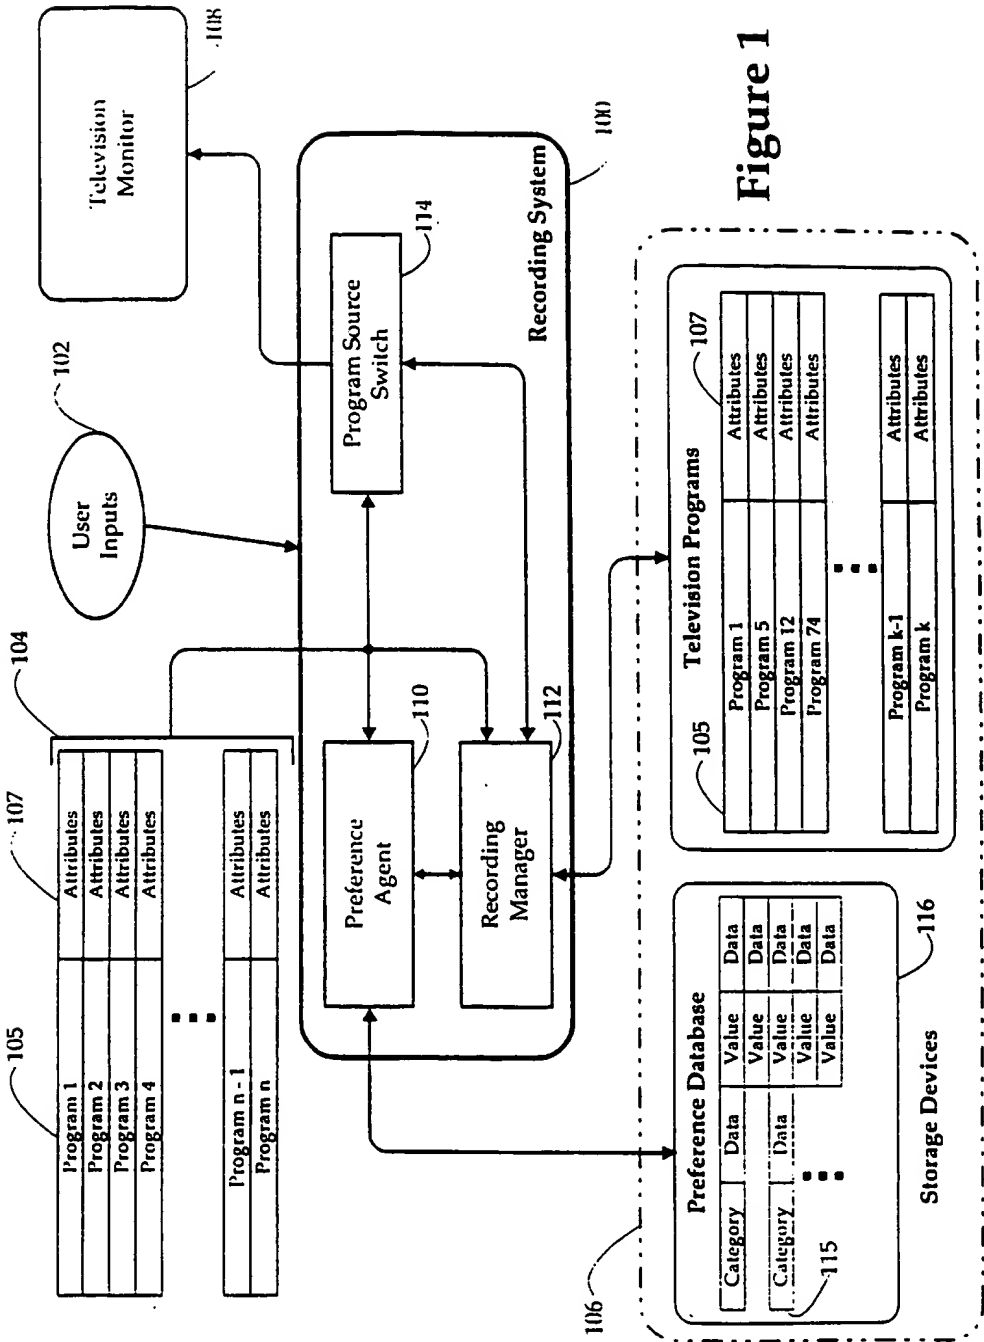 105
107
104
Program 1 Attributes
Program 2 Attributes
Program 3 Attributes
Program 4 Attributes
Program n - 1 Attributes
Program n Attributes
User
Inputs
102
Television
Monitor
108
Preference
Agent
110
Recording
Manager
112
Program Source
Switch
114
Recording System
100
106
Preference Database
Category Data Value Data
Value Data
Category Data Value Data
Value Data
Value Data
115
116
Storage Devices
105
Television Programs
107
Program 1 Attributes
Program 5 Attributes
Program 12 Attributes
Program 74 Attributes
Program k-1 Attributes
Program k Attributes
Figure 1